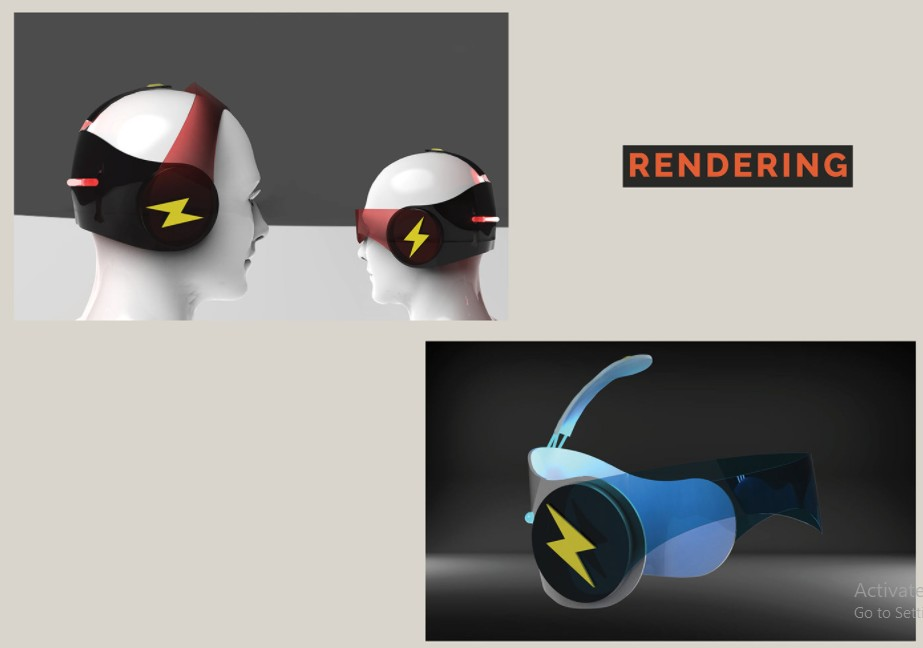 RENDERING
Activate
Go to Sett